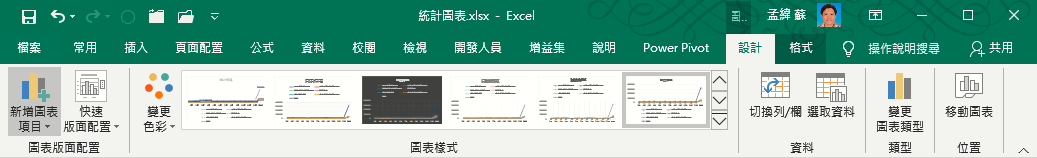 統計圖表.xlsx - Excel
圖..
孟緯 蘇
檔案 常用 插入 頁面配置 公式 資料 校閱 檢視 開發人員 增益集 說明 Power Pivot 設計 格式 操作說明搜尋 共用
新增圖表
項目
快速
版面配置
變更
色彩
切換列/欄
選取資料
變更
圖表類型
移動圖表
圖表版面配置 圖表樣式 資料 類型 位置